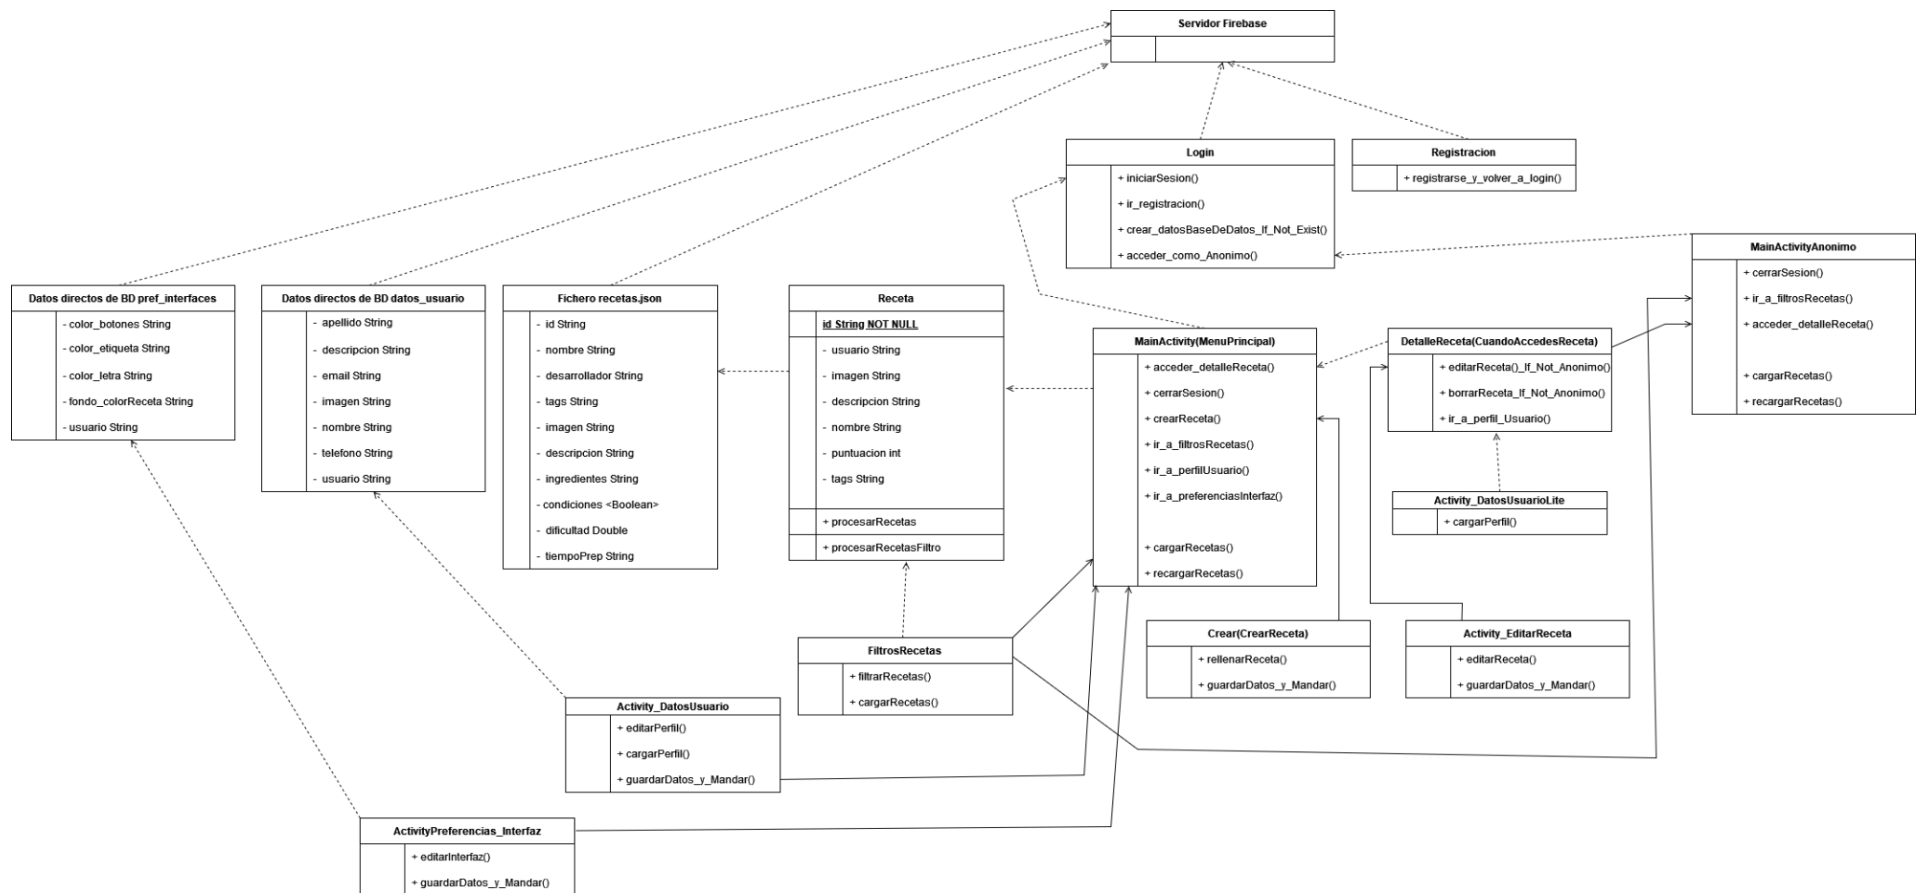 Servidor Firebase
Login
+ iniciarSesion()
+ ir_registracion()
+ crear_datosBaseDeDatos_If_Not_Exist()
+ acceder_como_Anonimo()
Registracion
+ registrarse_y_volver_a_login()
MainActivityAnonimo
+ cerrarSesion()
+ ir_a_filtrosRecetas()
+ acceder_detalleReceta()
+ cargarRecetas()
+ recargarRecetas()
Datos directos de BD pref_interfaces
- color_botones String
- color_etiqueta String
- color_letra String
- fondo_colorReceta String
- usuario String
Datos directos de BD datos_usuario
- apellido String
- descripcion String
- email String
- imagen String
- nombre String
- telefono String
- usuario String
Fichero recetas.json
- id String
- nombre String
- desarrollador String
- tags String
- imagen String
- descripcion String
- ingredientes String
- condiciones <Boolean>
- dificultad Double
- tiempoPrep String
Receta
id String NOT NULL
- usuario String
- imagen String
- descripcion String
- nombre String
- puntuacion int
- tags String
+ procesarRecetas
+ procesarRecetasFiltro
MainActivity(MenuPrincipal)
+ acceder_detalleReceta()
+ cerrarSesion()
+ crearReceta()
+ ir_a_filtrosRecetas()
+ ir_a_perfilUsuario()
+ ir_a_preferenciasInterfaz()
+ cargarRecetas()
+ recargarRecetas()
DetalleReceta(CuandoAccedesReceta)
+ editarReceta()_If_Not_Anonimo()
+ borrarReceta_If_Not_Anonimo()
+ ir_a_perfil_Usuario()
Activity_DatosUsuarioLite
+ cargarPerfil()
FiltrosRecetas
+ filtrarRecetas()
+ cargarRecetas()
Crear(CrearReceta)
+ rellenarReceta()
+ guardarDatos_y_Mandar()
Activity_EditarReceta
+ editarReceta()
+ guardarDatos_y_Mandar()
Activity_DatosUsuario
+ editarPerfil()
+ cargarPerfil()
+ guardarDatos_y_Mandar()
ActivityPreferencias_Interfaz
+ editarInterfaz()
+ guardarDatos_y_Mandar()